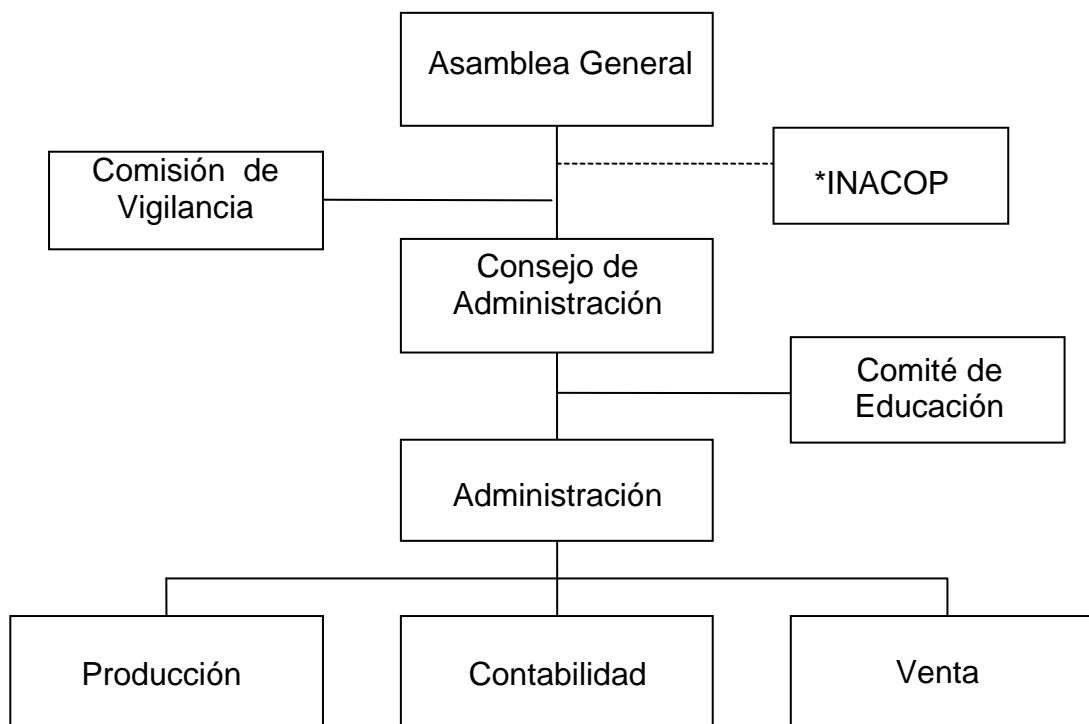 Asamblea General
*INACOP
Comisión de
Vigilancia
Consejo de
Administración
Comité de
Educación
Administración
Producción
Contabilidad
Venta